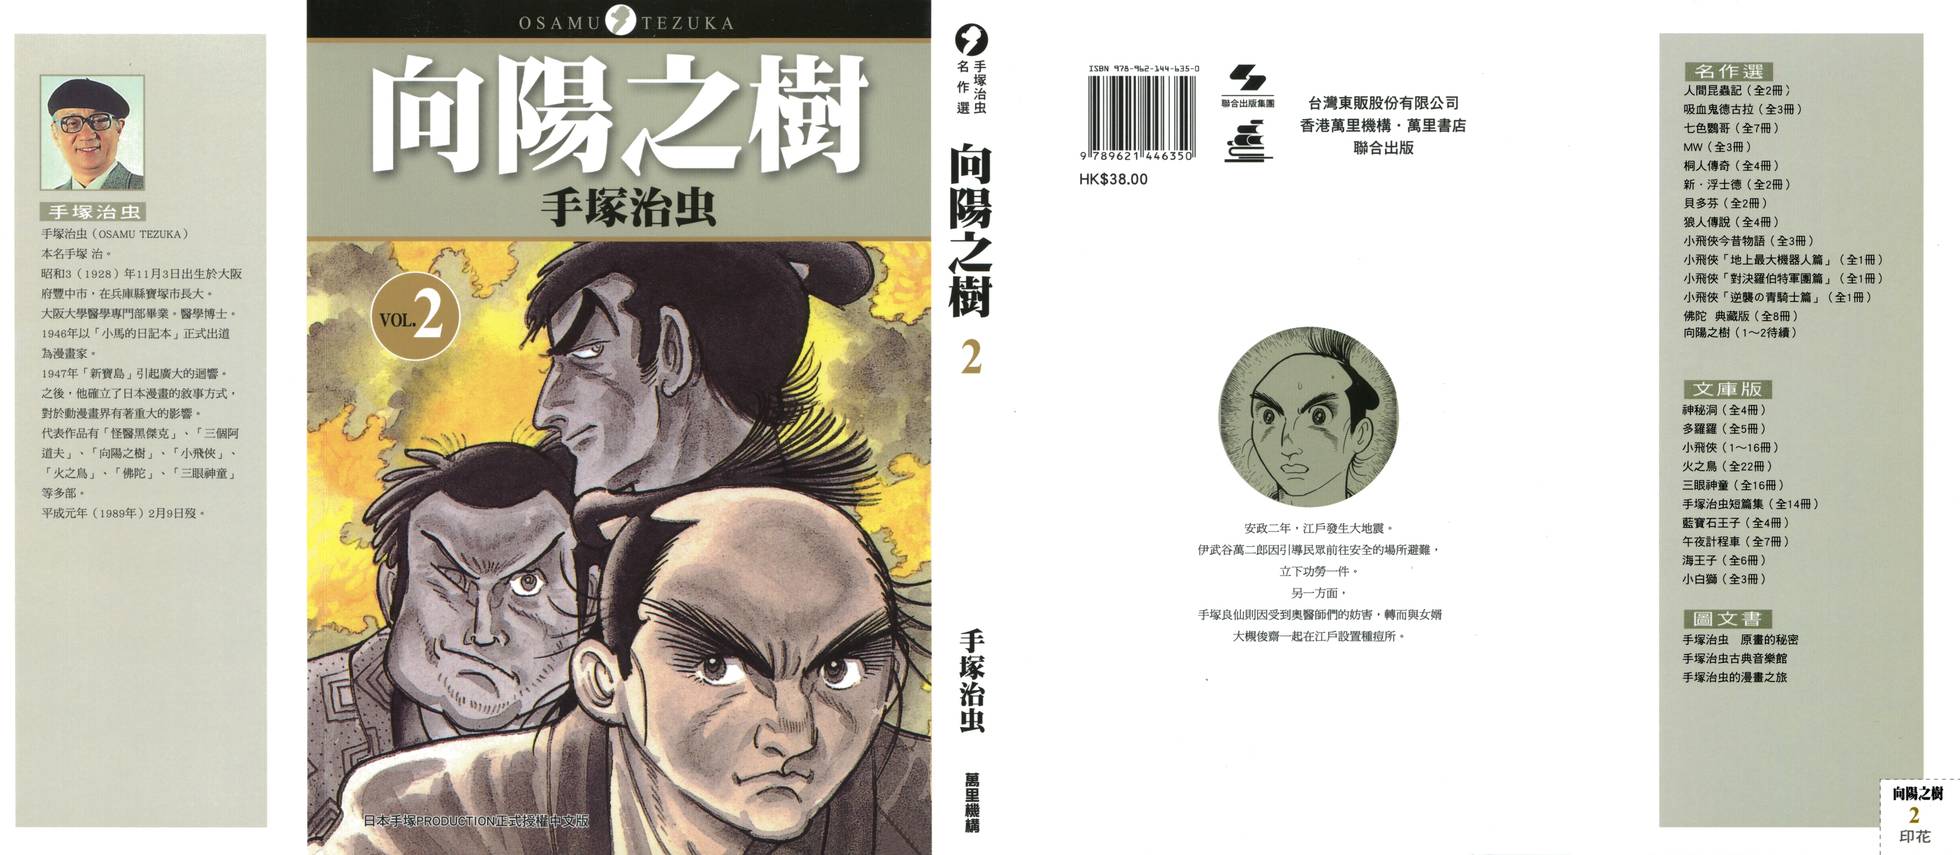 手塚治虫
手塚治虫（OSAMU TEZUKA）
本名手塚 治。
昭和3（1928）年11月3日出生於大阪
府豐中市，在兵庫縣寶塚市長大。
大阪大學醫學專門部畢業。醫學博士。
1946年以「小馬的日記本」正式出道
為漫畫家。
1947年「新寶島」引起廣大的迴響。
之後，他確立了日本漫畫的敘事方式，
對於動漫畫界有著重大的影響。
代表作品有「怪醫黑傑克」、「三個阿
道夫」、「向陽之樹」、「小飛俠」、
「火之鳥」、「佛陀」、「三眼神童」
等多部。
平成元年（1989年）2月9日歿。
OSAMU TEZUKA
向陽之樹
手塚治虫
VOL.2
日本手塚PRODUCTION正式授權中文版
手塚治虫
名作選
向陽之樹
2
手塚治虫
萬里機構
ISBN 978-962-144-635-0
9 789621 446350
HK$38.00
聯合出版集團
台灣東販股份有限公司
香港萬里機構・萬里書店
聯合出版
安政二年，江戶發生大地震。
伊武谷萬二郎因引導民眾前往安全的場所避難，
立下功勞一件。
另一方面，
手塚良仙則因受到奧醫師們的妨害，轉而與女婿
大槻俊齋一起在江戶設置種痘所。
名作選
人間昆蟲記（全2冊）
吸血鬼德古拉（全3冊）
七色鸚哥（全7冊）
MW（全3冊）
桐人傳奇（全4冊）
新・浮士德（全2冊）
貝多芬（全2冊）
狼人傳說（全4冊）
小飛俠今昔物語（全3冊）
小飛俠「地上最大機器人篇」（全1冊）
小飛俠「對決羅伯特軍團篇」（全1冊）
小飛俠「逆襲の青騎士篇」（全1冊）
佛陀 典藏版（全8冊）
向陽之樹（1～2待續）
文庫版
神秘洞（全4冊）
多羅羅（全5冊）
小飛俠（1～16冊）
火之鳥（全22冊）
三眼神童（全16冊）
手塚治虫短篇集（全14冊）
藍寶石王子（全4冊）
午夜計程車（全7冊）
海王子（全6冊）
小白獅（全3冊）
圖文書
手塚治虫 原畫的秘密
手塚治虫古典音樂館
手塚治虫的漫畫之旅
向陽之樹
2
印花